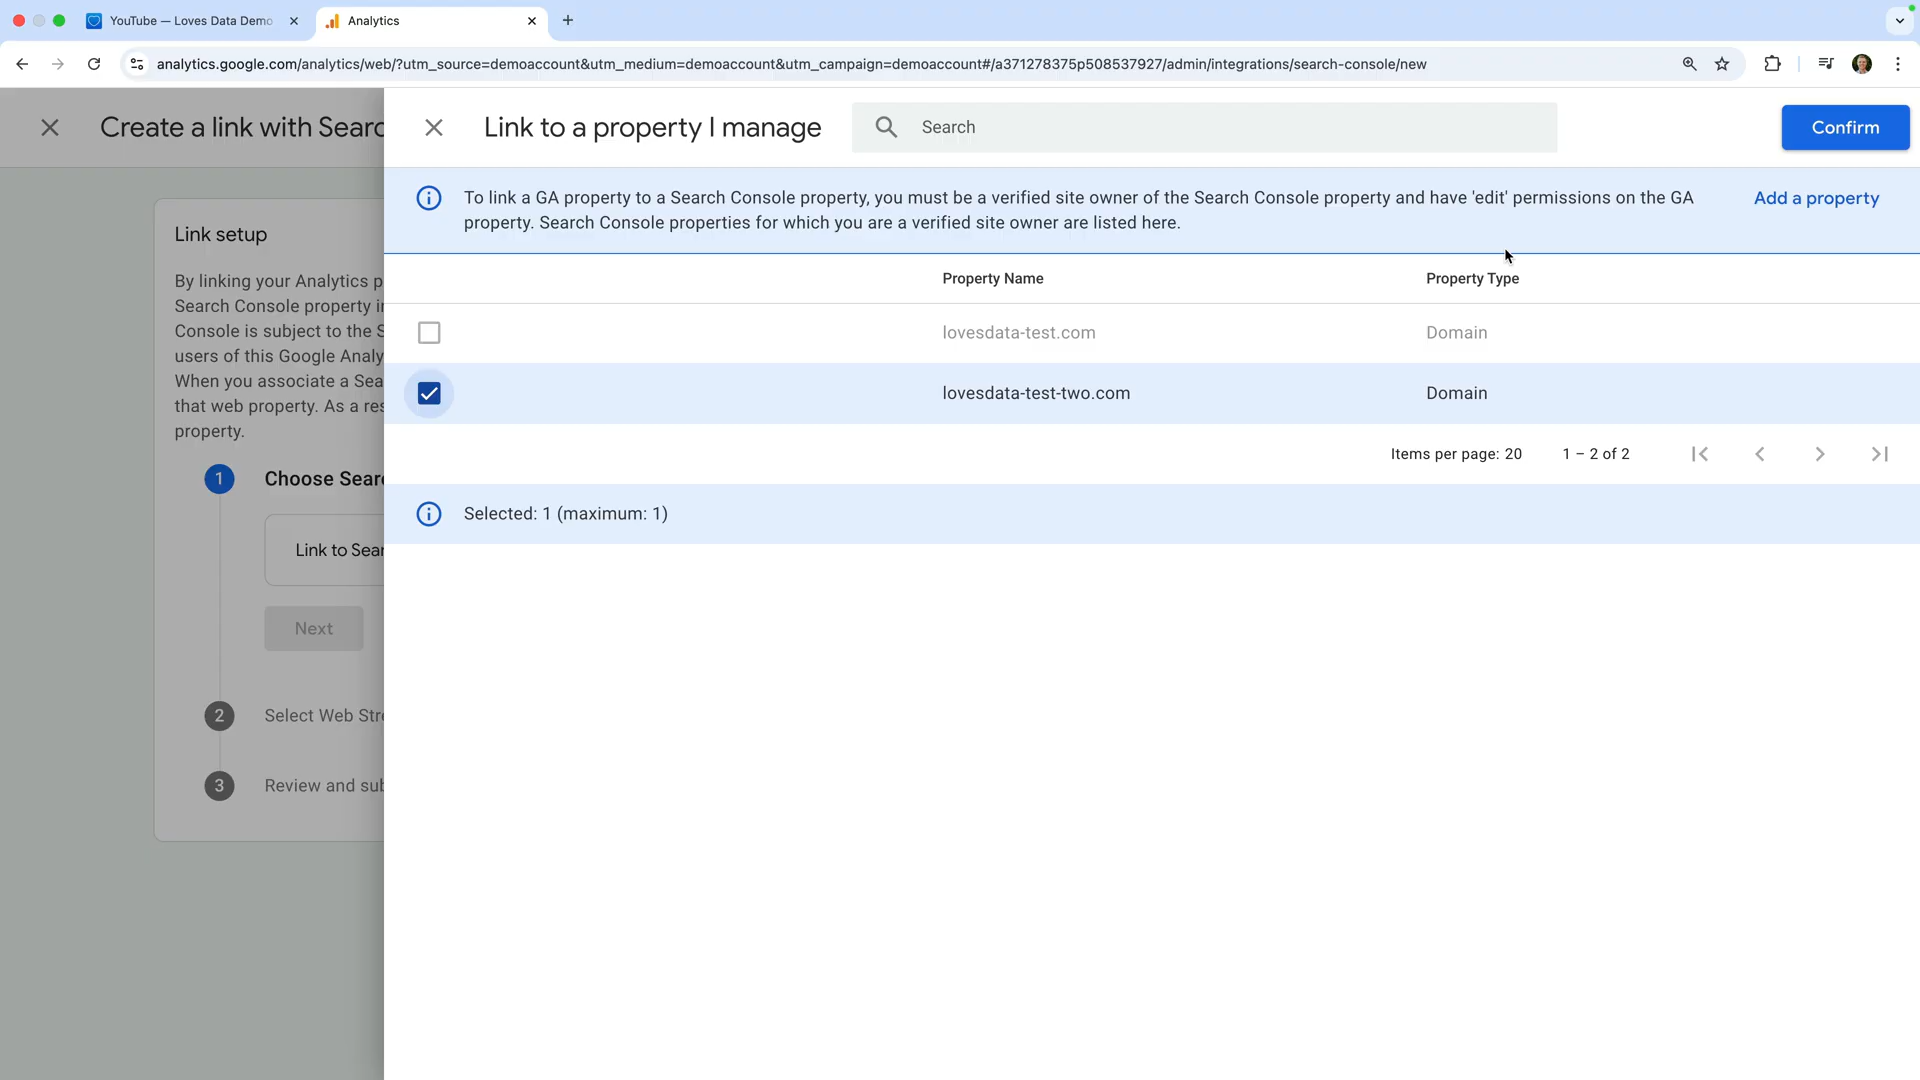 YouTube — Loves Data Demo
Analytics
analytics.google.com/analytics/web/?utm_source=demoaccount&utm_medium=demoaccount&utm_campaign=demoaccount#/a371278375p508537927/admin/integrations/search-console/new
Create a link with Searc
Link to a property I manage
Search
Confirm
To link a GA property to a Search Console property, you must be a verified site owner of the Search Console property and have 'edit' permissions on the GA
property. Search Console properties for which you are a verified site owner are listed here.
Add a property
Link setup
By linking your Analytics p
Search Console property i
Console is subject to the S
users of this Google Analy
When you associate a Sea
that web property. As a res
property.
1
Choose Sear
Link to Sear
Next
2
Select Web Stre
3
Review and sub
Property Name
Property Type
lovesdata-test.com
Domain
lovesdata-test-two.com
Domain
Items per page: 20
1 – 2 of 2
Selected: 1 (maximum: 1)